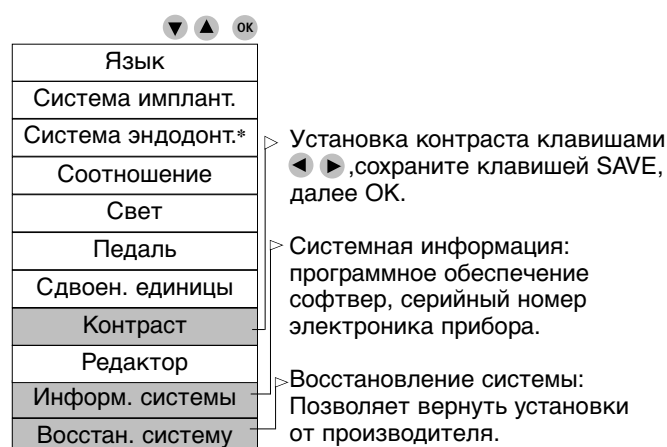 OK
Язык
Система имплант.
Система эндодонт.*
Соотношение
Свет
Педаль
Сдвоен. единицы
Контраст
Редактор
Информ. системы
Восстан. систему
Установка контраста клавишами
◄ ► ,сохраните клавишей SAVE,
далее OK.
Системная информация:
программное обеспечение
софтвер, серийный номер
электроника прибора.
Восстановление системы:
Позволяет вернуть установки
от производителя.